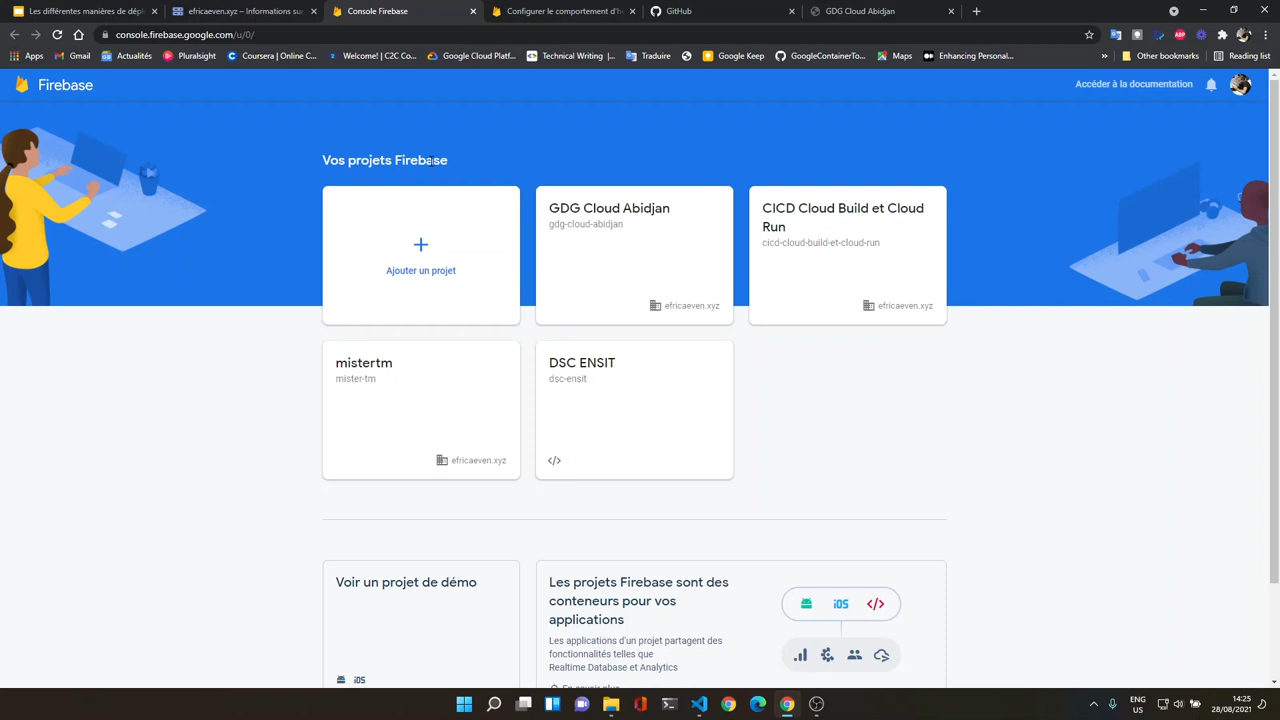 Les différentes manières de dépl
efricaeven.xyz – Informations su
Console Firebase
Configurer le comportement d'h
GitHub
GDG Cloud Abidjan
console.firebase.google.com/u/0/
Apps
Gmail
Actualités
Pluralsight
Coursera | Online C...
Welcome! | C2C Co...
Google Cloud Platf...
Technical Writing |...
Traduire
Google Keep
GoogleContainerTo...
Maps
Enhancing Personal...
Other bookmarks
Reading list
Firebase
Accéder à la documentation
Vos projets Firebase
Ajouter un projet
GDG Cloud Abidjan
gdg-cloud-abidjan
efricaeven.xyz
CICD Cloud Build et Cloud
Run
cicd-cloud-build-et-cloud-run
efricaeven.xyz
mistertm
mister-tm
efricaeven.xyz
DSC ENSIT
dsc-ensit
Voir un projet de démo
iOS
Les projets Firebase sont des
conteneurs pour vos
applications
Les applications d'un projet partagent des
fonctionnalités telles que
Realtime Database et Analytics
En savoir plus
iOS
ENG
US
14:25
28/08/2021